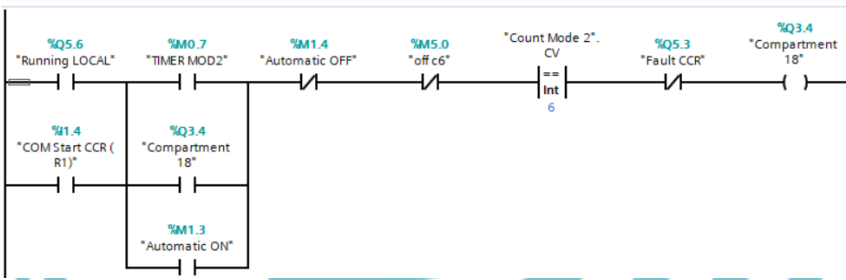 %Q5.6
"Running LOCAL"
%M0.7
"TIMER MOD2"
%M1.4
"Automatic OFF"
%M5.0
"off c6"
"Count Mode 2".
CV
==
Int
6
%Q5.3
"Fault CCR"
%Q3.4
"Compartment
18"
%I1.4
"COM Start CCR (
R1)"
%Q3.4
"Compartment
18"
%M1.3
"Automatic ON"